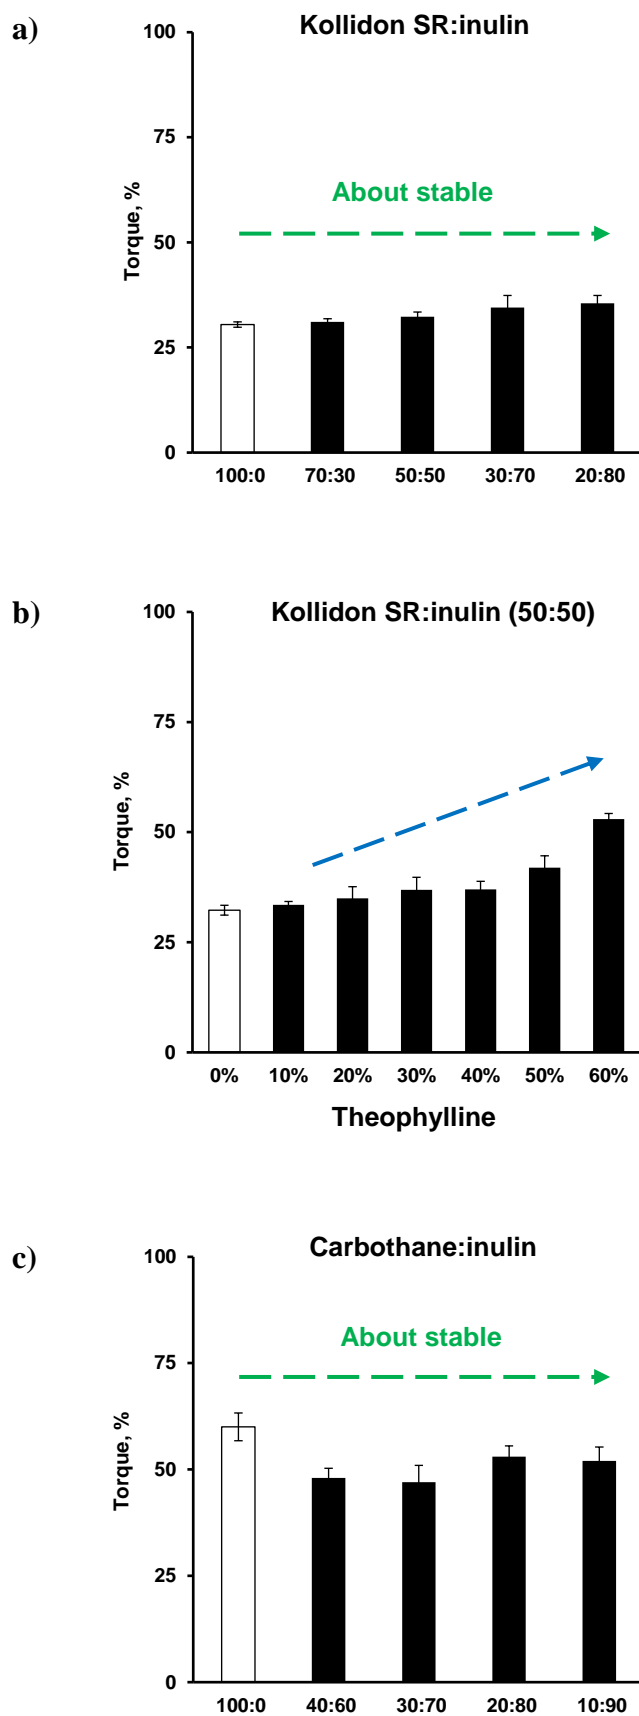 a)
Kollidon SR:inulin
100
75
50
25
0
Torque, %
About stable
100:0 70:30 50:50 30:70 20:80
b)
Kollidon SR:inulin (50:50)
100
75
50
25
0
Torque, %
0% 10% 20% 30% 40% 50% 60%
Theophylline
c)
Carbothane:inulin
100
75
50
25
0
Torque, %
About stable
100:0 40:60 30:70 20:80 10:90